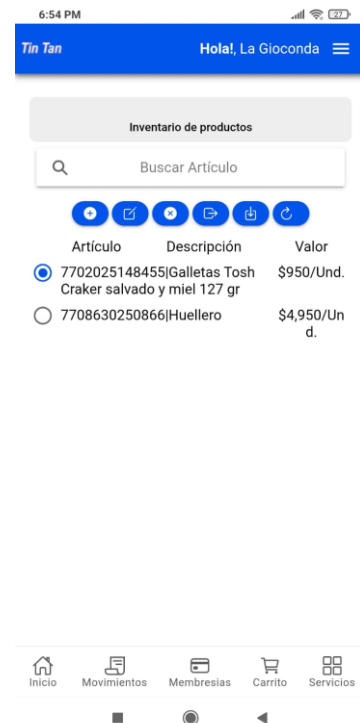 6:54 PM
27
Tin Tan
Hola!, La Gioconda
Inventario de productos
Buscar Artículo
Artículo Descripción Valor
7702025148455|Galletas Tosh $950/Und.
Craker salvado y miel 127 gr
7708630250866|Huellero $4,950/Un
d.
Inicio Movimientos Membresias Carrito Servicios